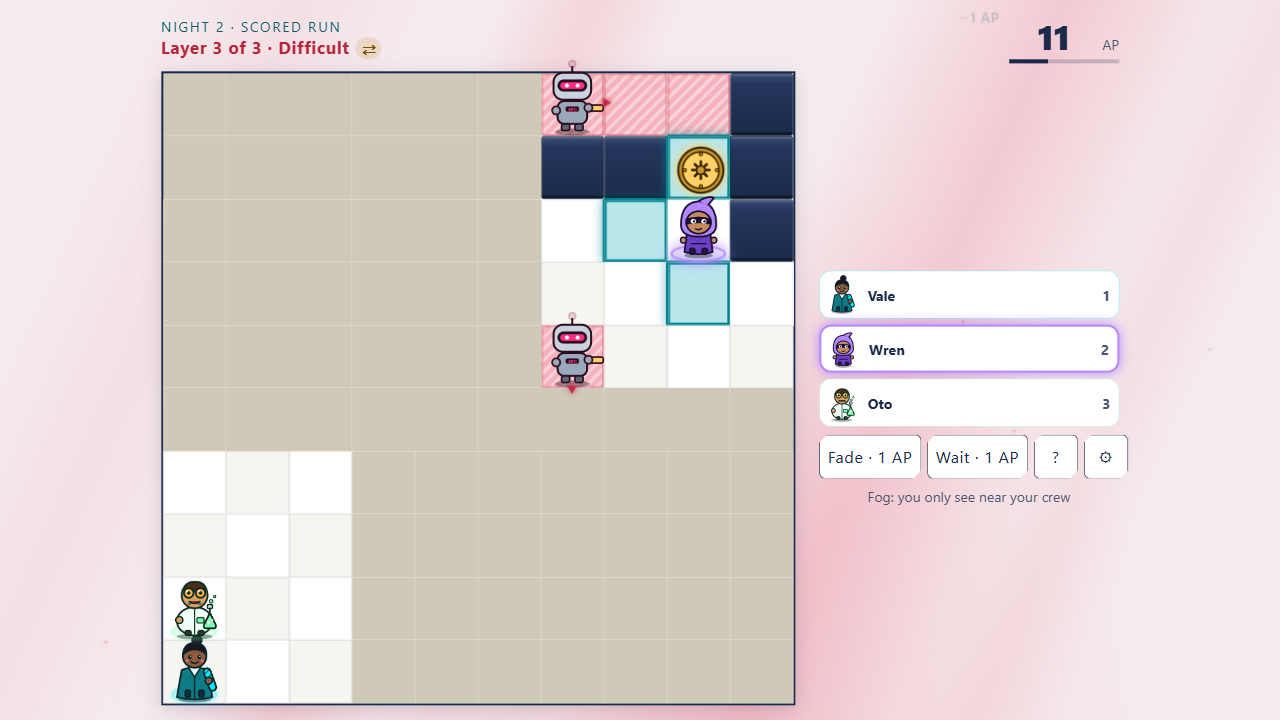 NIGHT 2 · SCORED RUN
Layer 3 of 3 · Difficult ⇄
−1 AP
11 AP
Vale 1
Wren 2
Oto 3
Fade · 1 AP
Wait · 1 AP
?
Fog: you only see near your crew